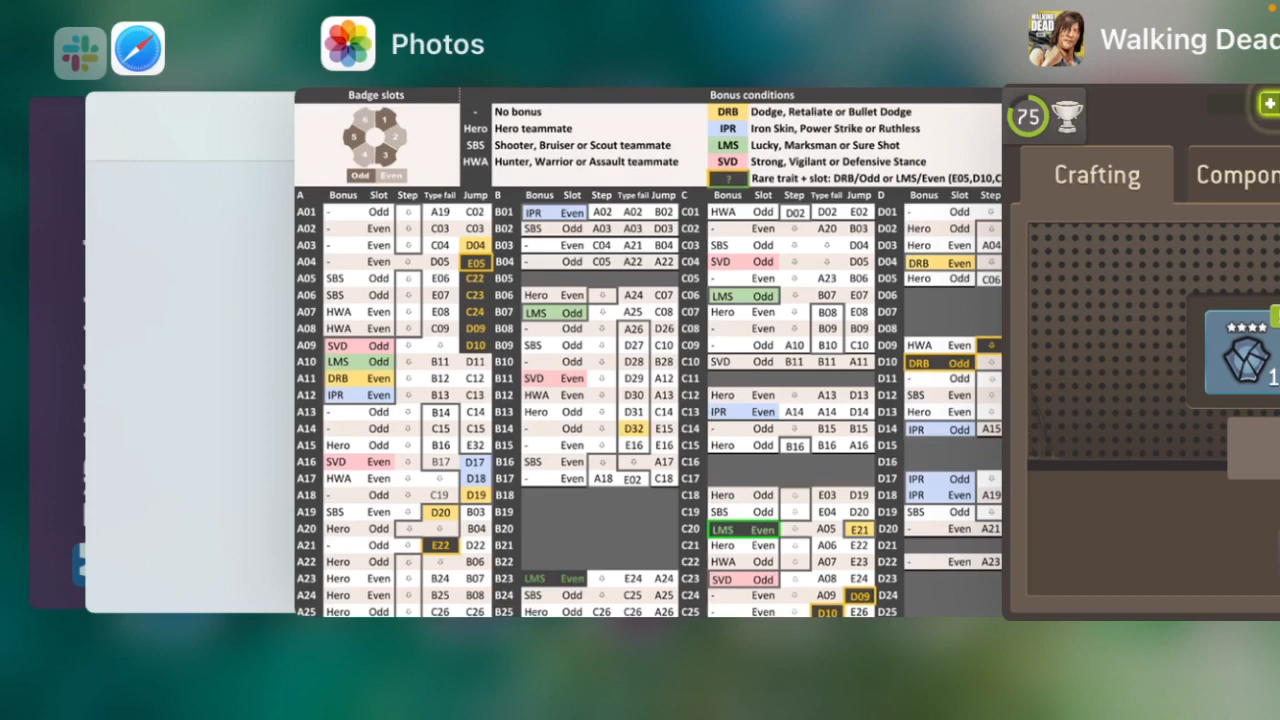 Photos
Walking Dead
Badge slots
Bonus conditions
- No bonus
Hero Hero teammate
SBS Shooter, Bruiser or Scout teammate
HWA Hunter, Warrior or Assault teammate
DRB Dodge, Retaliate or Bullet Dodge
IPR Iron Skin, Power Strike or Ruthless
LMS Lucky, Marksman or Sure Shot
SVD Strong, Vigilant or Defensive Stance
? Rare trait + slot: DRB/Odd or LMS/Even (E05,D10,C
1 2 3 4 5 6
Odd Even
75
Crafting
Compon
1
A Bonus Slot Step Type fail Jump B Bonus Slot Step Type fail Jump C Bonus Slot Step Type fail Jump D Bonus Slot Step
A01 - Odd A19 C02 B01 IPR Even A02 A02 B02 C01 HWA Odd D02 D02 E02 D01 - Odd
A02 - Even C03 C03 B02 SBS Odd A03 A03 D03 C02 - Even A20 B03 D02 Hero Odd
A03 - Even C04 D04 B03 - Even C04 A21 B04 C03 SBS Odd D04 D03 Hero Even A04
A04 - Even D05 E05 B04 - Odd C05 A22 A22 C04 SVD Odd D05 D04 DRB Even
A05 SBS Even E06 C22 B05 C05 - Even A23 B06 D05 Hero Odd C06
A06 SBS Odd E07 C23 B06 Hero Even A24 C07 C06 LMS Odd B07 E07 D06
A07 HWA Odd E08 C24 B07 LMS Odd A25 C08 C07 Hero Even B08 E08 D07
A08 HWA Even C09 D09 B08 - Odd A26 D26 C08 - Even B09 B09 D08
A09 SVD Odd D10 B09 SBS Odd D27 C10 C09 - Odd A10 B10 C10 D09 HWA Even
A10 LMS Odd B11 D11 B10 - Odd D28 C11 C10 SVD Odd B11 B11 A11 D10 DRB Odd
A11 DRB Even B12 C12 B11 SVD Even D29 A12 C11 D11 - Odd
A12 IPR Even B13 C13 B12 HWA Even D30 A13 C12 Hero Even A13 D13 D12 SBS Even
A13 - Odd B14 C14 B13 Hero Odd D31 C14 C13 IPR Even A14 A14 D14 D13 Hero Even
A14 - Odd C15 C15 B14 - Even D32 E15 C14 - Odd B15 B15 D14 IPR Odd A15
A15 Hero Even B16 E32 B15 - Even E16 E16 C15 Hero Odd B16 B16 A16 D15
A16 SVD Even B17 D17 B16 SBS Even A17 C16 D16
A17 HWA Even D18 B17 - Even A18 E02 C18 C17 D17 IPR Odd
A18 - Odd C19 D19 B18 C18 Hero Odd E03 D19 D18 IPR Even A19
A19 SBS Even D20 B03 B19 C19 SBS Odd E04 D20 D19 SBS Odd
A20 Hero Odd B04 B20 C20 LMS Even A05 E21 D20 - Even A21
A21 - Odd E22 D22 B21 C21 Hero Even A06 E22 D21
A22 Hero Even B06 B22 C22 HWA Odd A07 E23 D22 - Even A23
A23 Hero Even B24 B07 B23 LMS Even E24 A24 C23 SVD Odd A08 E24 D23
A24 Hero Odd B25 B08 B24 SBS Odd C25 A25 C24 - Even A09 D09 D24
A25 Hero Odd C26 C26 B25 Hero Odd C26 C26 A26 C25 - Even D10 E26 D25